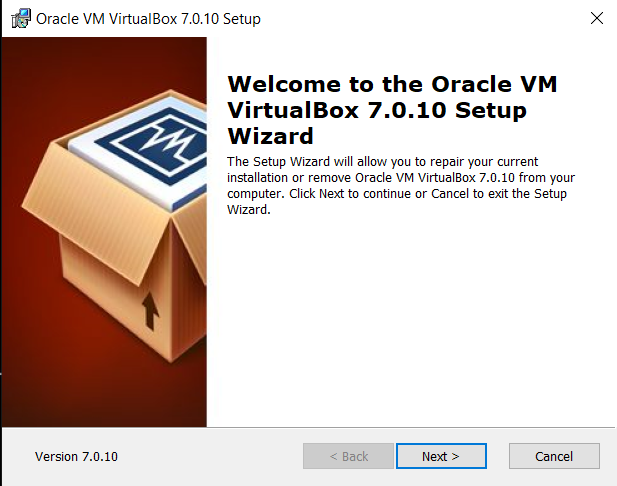 Oracle VM VirtualBox 7.0.10 Setup
Welcome to the Oracle VM
VirtualBox 7.0.10 Setup
Wizard
The Setup Wizard will allow you to repair your current
installation or remove Oracle VM VirtualBox 7.0.10 from your
computer. Click Next to continue or Cancel to exit the Setup
Wizard.
Version 7.0.10
< Back
Next >
Cancel